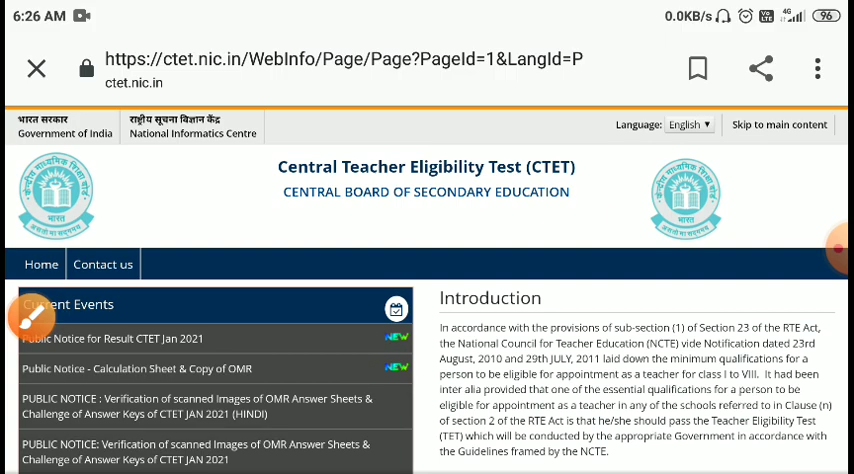 6:26 AM
0.0KB/s
Vo LTE
4G
96
https://ctet.nic.in/WebInfo/Page/Page?PageId=1&LangId=P
ctet.nic.in
भारत सरकार
Government of India
राष्ट्रीय सूचना विज्ञान केंद्र
National Informatics Centre
Language: English
Skip to main content
Central Teacher Eligibility Test (CTET)
CENTRAL BOARD OF SECONDARY EDUCATION
केन्द्रीय माध्यमिक शिक्षा बोर्ड
भारत
असतो मा सद्गमय
केन्द्रीय माध्यमिक शिक्षा बोर्ड
भारत
असतो मा सद्गमय
Home
Contact us
Current Events
Public Notice for Result CTET Jan 2021
NEW
Public Notice - Calculation Sheet & Copy of OMR
NEW
PUBLIC NOTICE : Verification of scanned Images of OMR Answer Sheets &
Challenge of Answer Keys of CTET JAN 2021 (HINDI)
PUBLIC NOTICE: Verification of scanned Images of OMR Answer Sheets &
Challenge of Answer Keys of CTET JAN 2021
Introduction
In accordance with the provisions of sub-section (1) of Section 23 of the RTE Act,
the National Council for Teacher Education (NCTE) vide Notification dated 23rd
August, 2010 and 29th JULY, 2011 laid down the minimum qualifications for a
person to be eligible for appointment as a teacher for class I to VIII. It had been
inter alia provided that one of the essential qualifications for a person to be
eligible for appointment as a teacher in any of the schools referred to in Clause (n)
of section 2 of the RTE Act is that he/she should pass the Teacher Eligibility Test
(TET) which will be conducted by the appropriate Government in accordance with
the Guidelines framed by the NCTE.